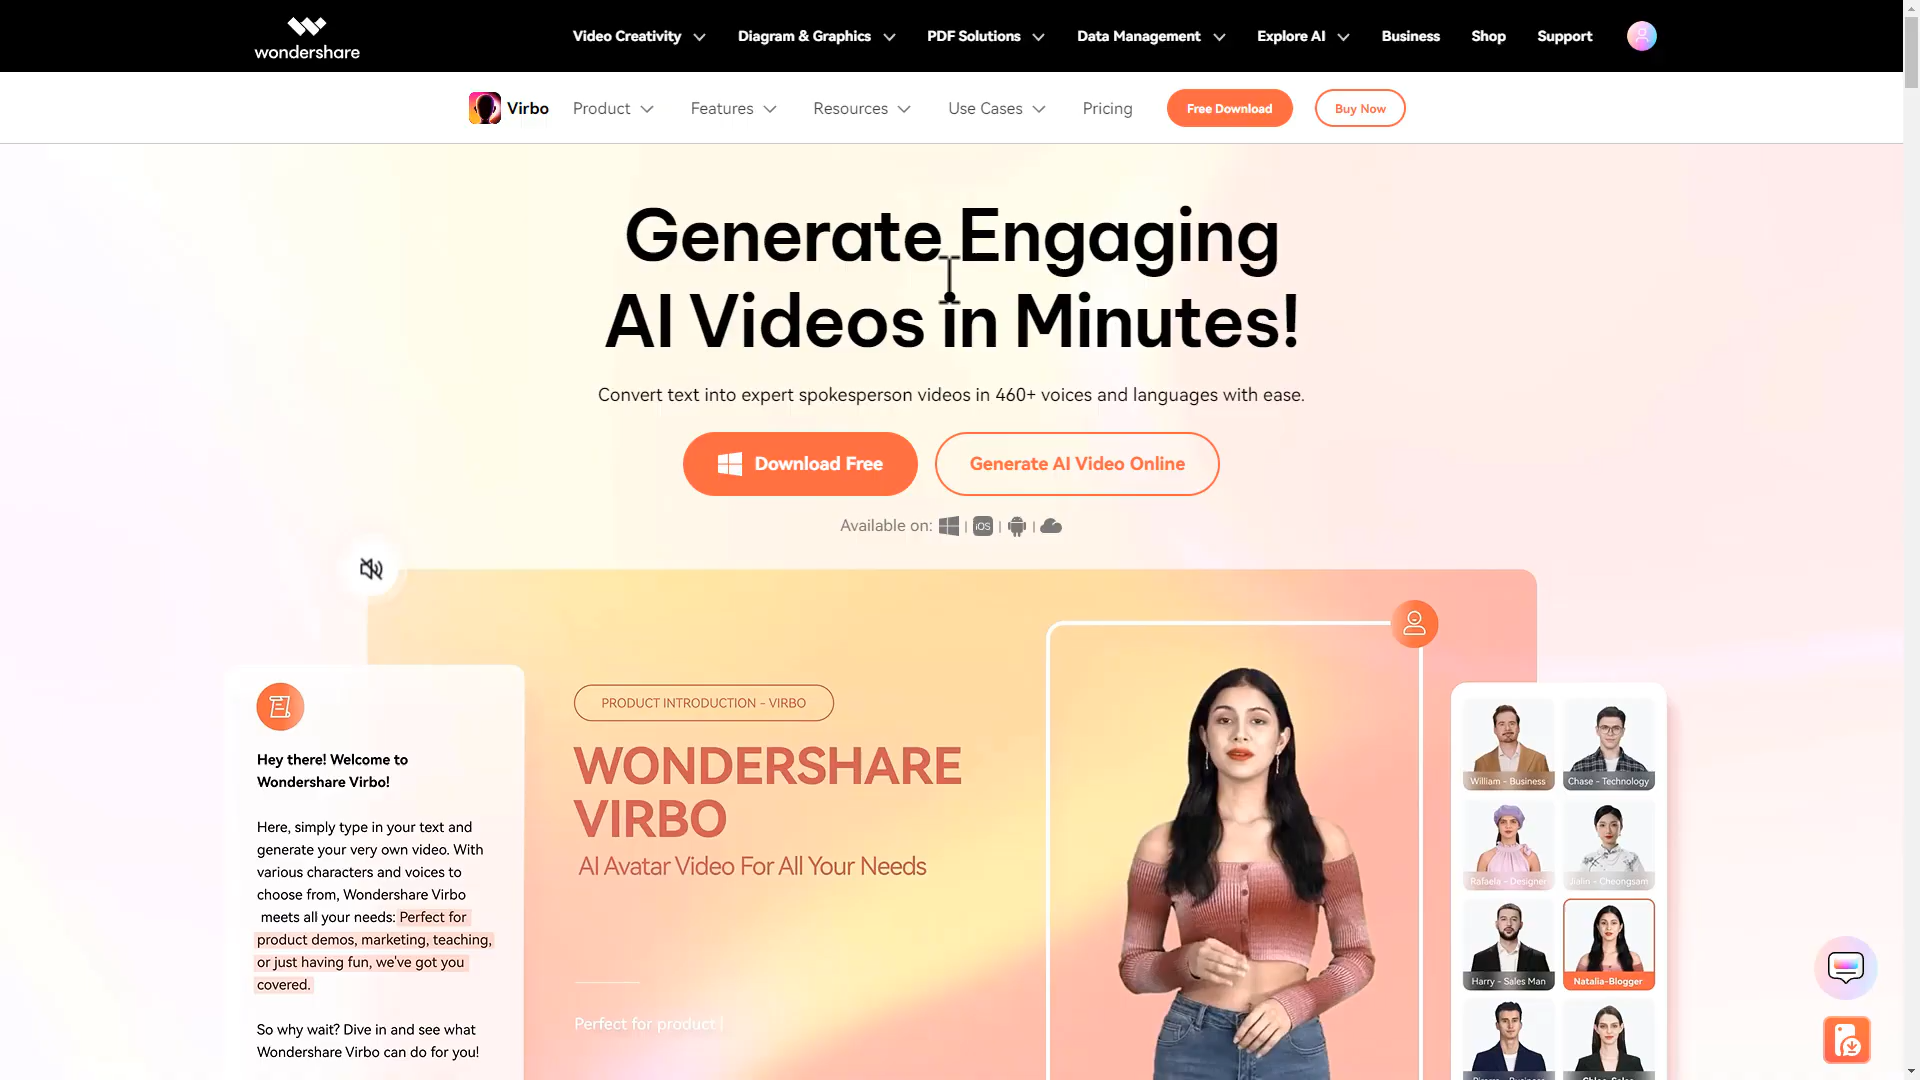 wondershare
Video Creativity
Diagram & Graphics
PDF Solutions
Data Management
Explore AI
Business
Shop
Support
Virbo
Product
Features
Resources
Use Cases
Pricing
Free Download
Buy Now
Generate Engaging
AI Videos in Minutes!
Convert text into expert spokesperson videos in 460+ voices and languages with ease.
Download Free
Generate AI Video Online
Available on:
iOS
Hey there! Welcome to
Wondershare Virbo!
Here, simply type in your text and
generate your very own video. With
various characters and voices to
choose from, Wondershare Virbo
meets all your needs: Perfect for
product demos, marketing, teaching,
or just having fun, we've got you
covered.
So why wait? Dive in and see what
Wondershare Virbo can do for you!
PRODUCT INTRODUCTION - VIRBO
WONDERSHARE
VIRBO
AI Avatar Video For All Your Needs
Perfect for product
William - Business
Chase - Technology
Rafaela - Designer
Jialin - Cheongsam
Harry - Sales Man
Natalia-Blogger